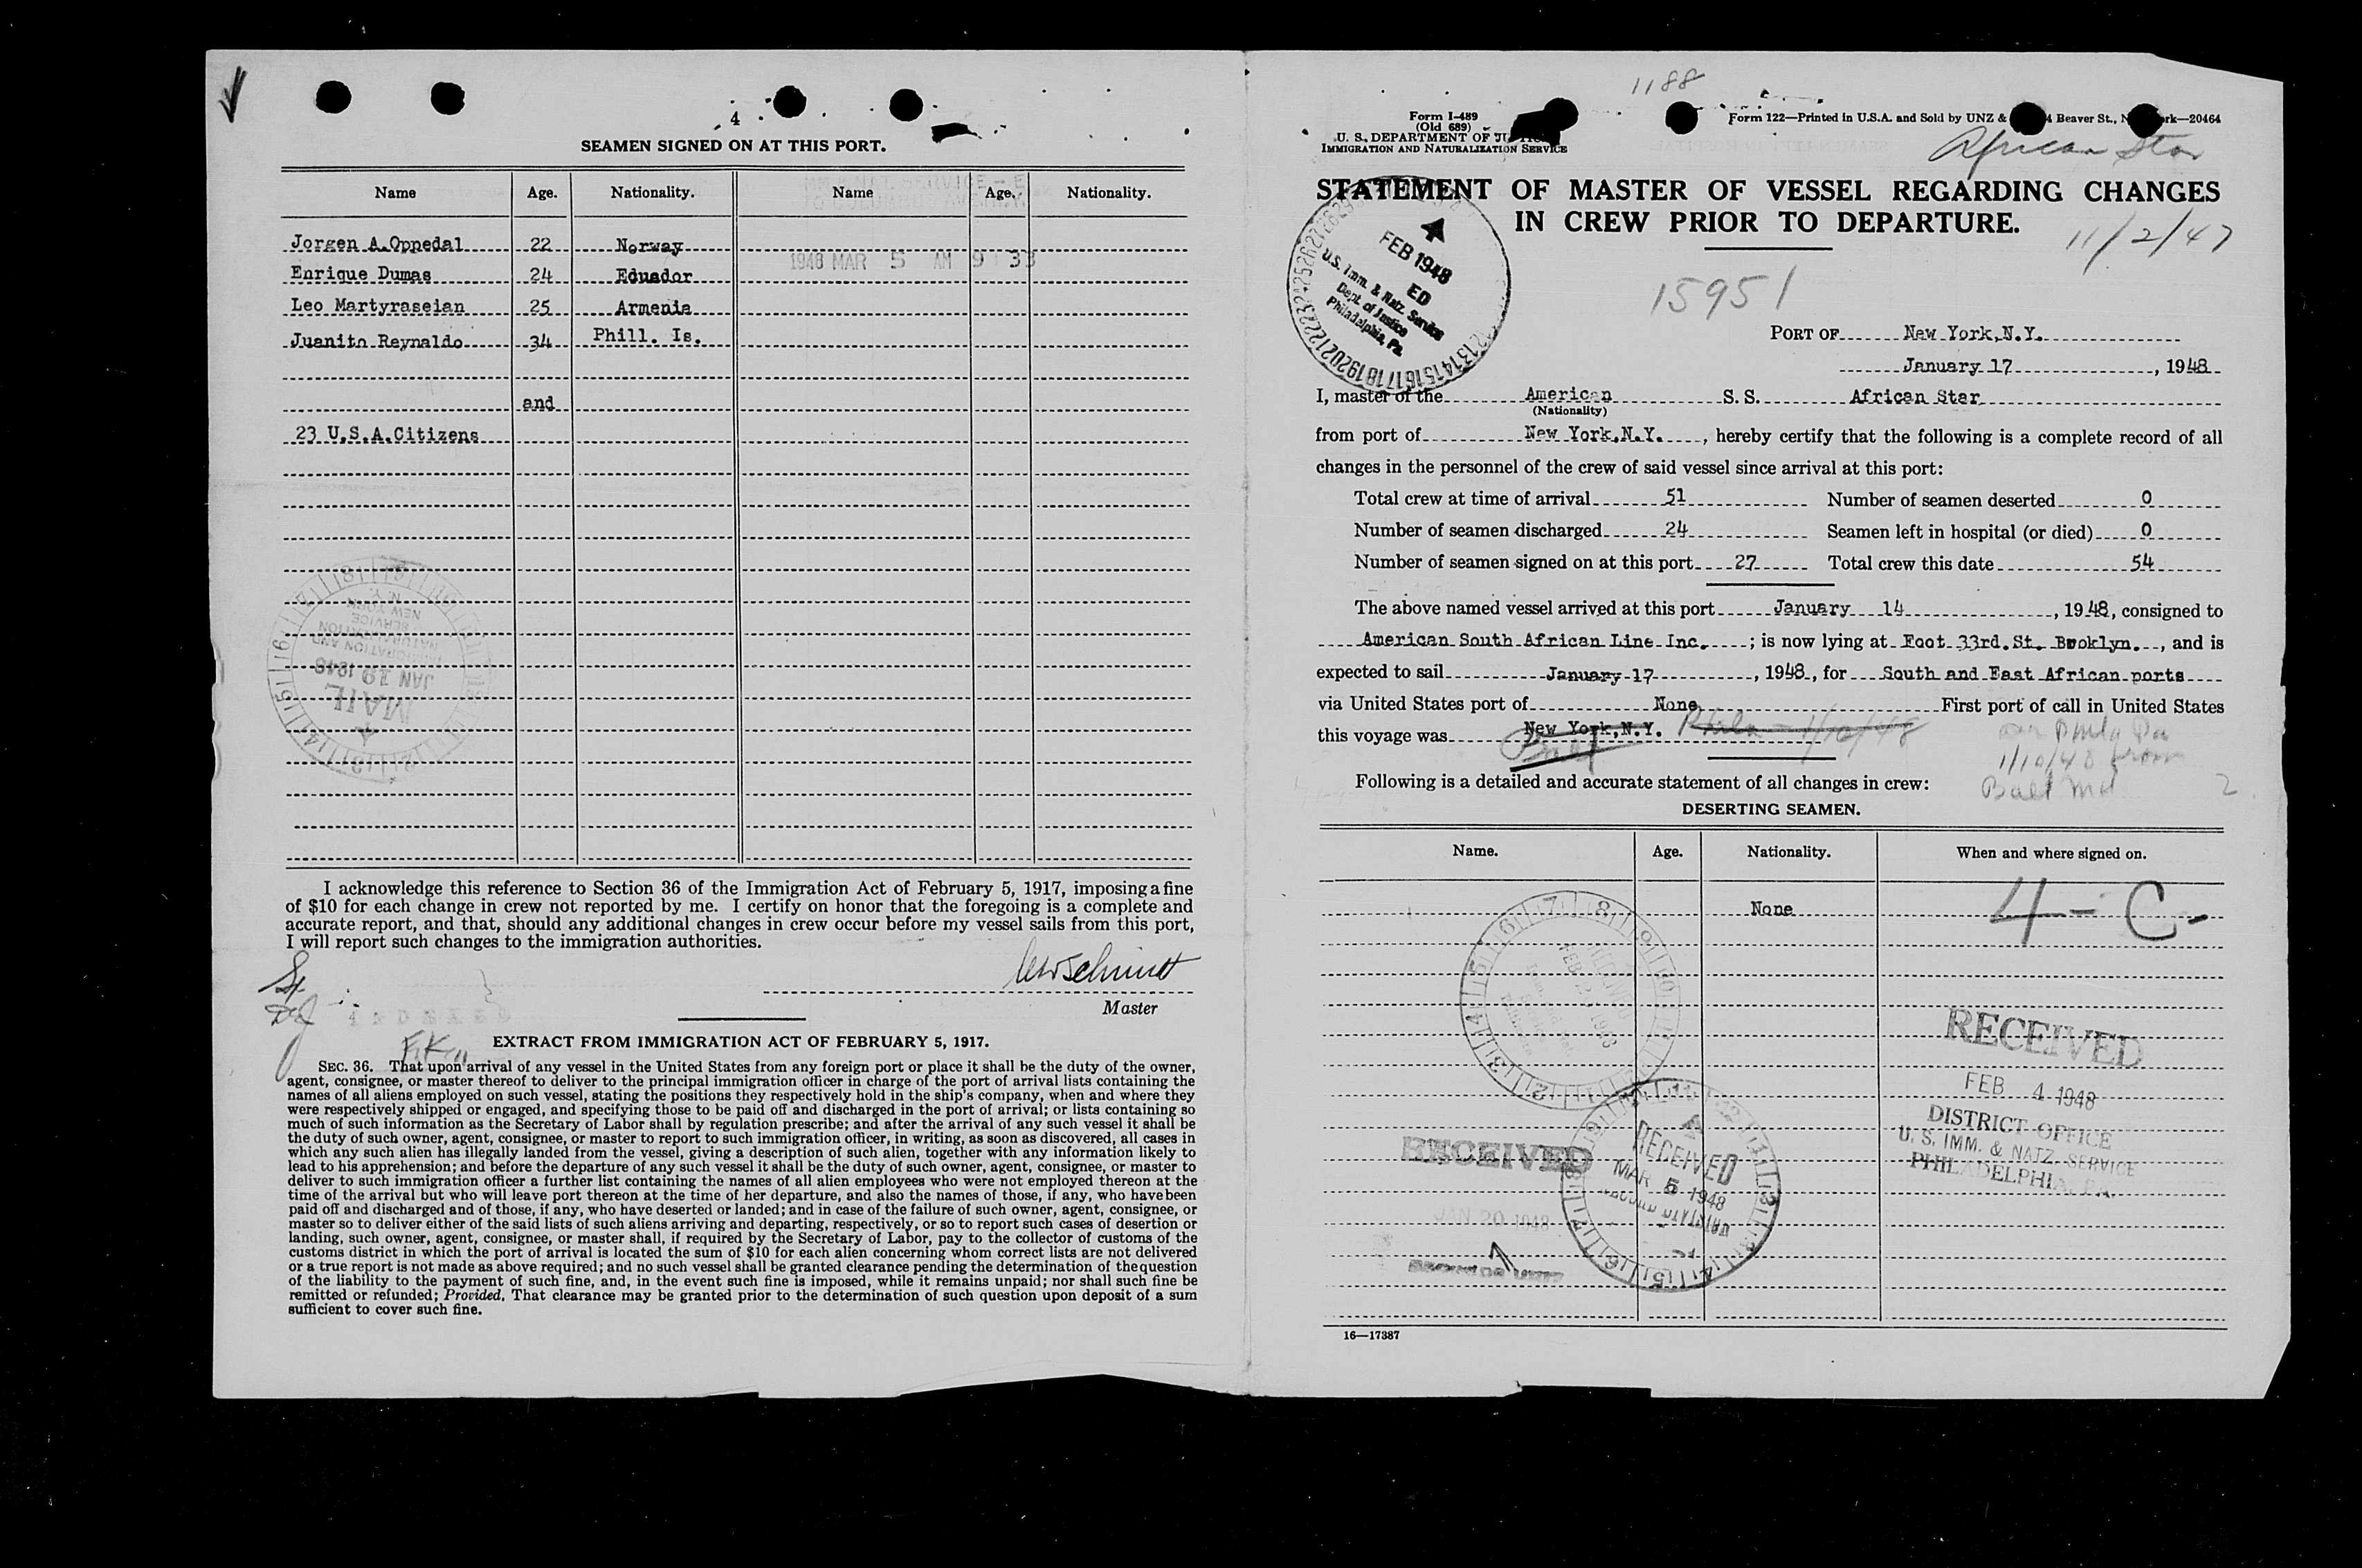 4
SEAMEN SIGNED ON AT THIS PORT.
Name Age. Nationality. Name Age. Nationality.
Jorgen A.Oppedal 22 Norway
1948 MAR 5 AM 9 33
Enrique Dumas 24 Eduador
Leo Martyraseian 25 Armenia
Juanito Reynaldo 34 Phill. Is.
and
23 U.S.A.Citizens
IMMIGRATION AND
NATURALIZATION
SERVICE
NEW YORK
N. Y.
JAN 19 1948
MAIL
I acknowledge this reference to Section 36 of the Immigration Act of February 5, 1917, imposing a fine
of $10 for each change in crew not reported by me. I certify on honor that the foregoing is a complete and
accurate report, and that, should any additional changes in crew occur before my vessel sails from this port,
I will report such changes to the immigration authorities.
Master
EXTRACT FROM IMMIGRATION ACT OF FEBRUARY 5, 1917.
SEC. 36. That upon arrival of any vessel in the United States from any foreign port or place it shall be the duty of the owner,
agent, consignee, or master thereof to deliver to the principal immigration officer in charge of the port of arrival lists containing the
names of all aliens employed on such vessel, stating the positions they respectively hold in the ship's company, when and where they
were respectively shipped or engaged, and specifying those to be paid off and discharged in the port of arrival; or lists containing so
much of such information as the Secretary of Labor shall by regulation prescribe; and after the arrival of any such vessel it shall be
the duty of such owner, agent, consignee, or master to report to such immigration officer, in writing, as soon as discovered, all cases in
which any such alien has illegally landed from the vessel, giving a description of such alien, together with any information likely to
lead to his apprehension; and before the departure of any such vessel it shall be the duty of such owner, agent, consignee, or master to
deliver to such immigration officer a further list containing the names of all alien employees who were not employed thereon at the
time of the arrival but who will leave port thereon at the time of her departure, and also the names of those, if any, who have been
paid off and discharged and of those, if any, who have deserted or landed; and in case of the failure of such owner, agent, consignee, or
master so to deliver either of the said lists of such aliens arriving and departing, respectively, or so to report such cases of desertion or
landing, such owner, agent, consignee, or master shall, if required by the Secretary of Labor, pay to the collector of customs of the
customs district in which the port of arrival is located the sum of $10 for each alien concerning whom correct lists are not delivered
or a true report is not made as above required; and no such vessel shall be granted clearance pending the determination of the question
of the liability to the payment of such fine, and, in the event such fine is imposed, while it remains unpaid; nor shall such fine be
remitted or refunded; Provided, That clearance may be granted prior to the determination of such question upon deposit of a sum
sufficient to cover such fine.
1188
Form I-489
(Old 689)
U. S. DEPARTMENT OF
IMMIGRATION AND NATURALIZATION SERVICE
Form 122—Printed in U.S.A. and Sold by UNZ & Beaver St., 20464
African Star
STATEMENT OF MASTER OF VESSEL REGARDING CHANGES
IN CREW PRIOR TO DEPARTURE.
11/2/47
FEB 1948
ED
U.S. Imm. & Natz. Service
Dept. of Justice
Philadelphia, Pa.
15951
PORT OF New York,N.Y.
January 17, 1948
I, master of the American S. S. African Star
(Nationality)
from port of New York,N.Y., hereby certify that the following is a complete record of all
changes in the personnel of the crew of said vessel since arrival at this port:
Total crew at time of arrival 51 Number of seamen deserted 0
Number of seamen discharged 24 Seamen left in hospital (or died) 0
Number of seamen signed on at this port 27 Total crew this date 54
The above named vessel arrived at this port January 14, 1948, consigned to
American South African Line Inc. ; is now lying at Foot 33rd.St. Brooklyn., and is
expected to sail January 17, 1948, for South and East African ports
via United States port of None First port of call in United States
this voyage was New York,N.Y. Phila - 1/10/48
Balt
arr Phila Pa
1/10/48 from
Balt Md
2
Following is a detailed and accurate statement of all changes in crew:
DESERTING SEAMEN.
Name. Age. Nationality. When and where signed on.
None
4 - C -
RECEIVED
FEB 4 1948
DISTRICT OFFICE
U. S. IMM. & NATZ. SERVICE
PHILADELPHIA, PA.
RECEIVED
JAN 20 1948
RECEIVED
MAR 5 1948
16—17387